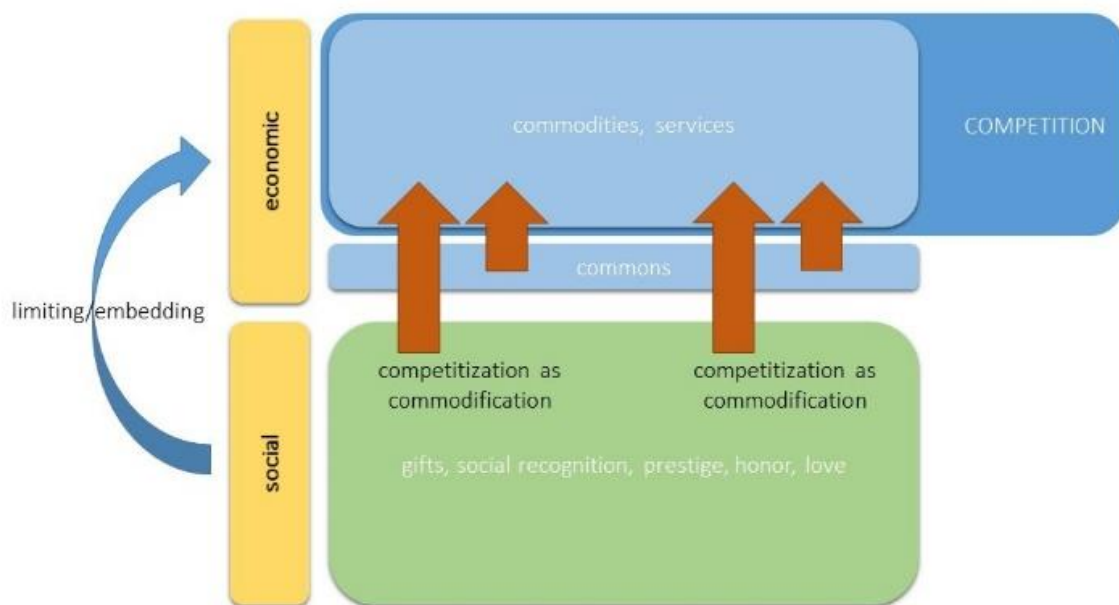 economic
commodities, services
COMPETITION
commons
limiting/embedding
competitization as
commodification
competitization as
commodification
social
gifts, social recognition, prestige, honor, love